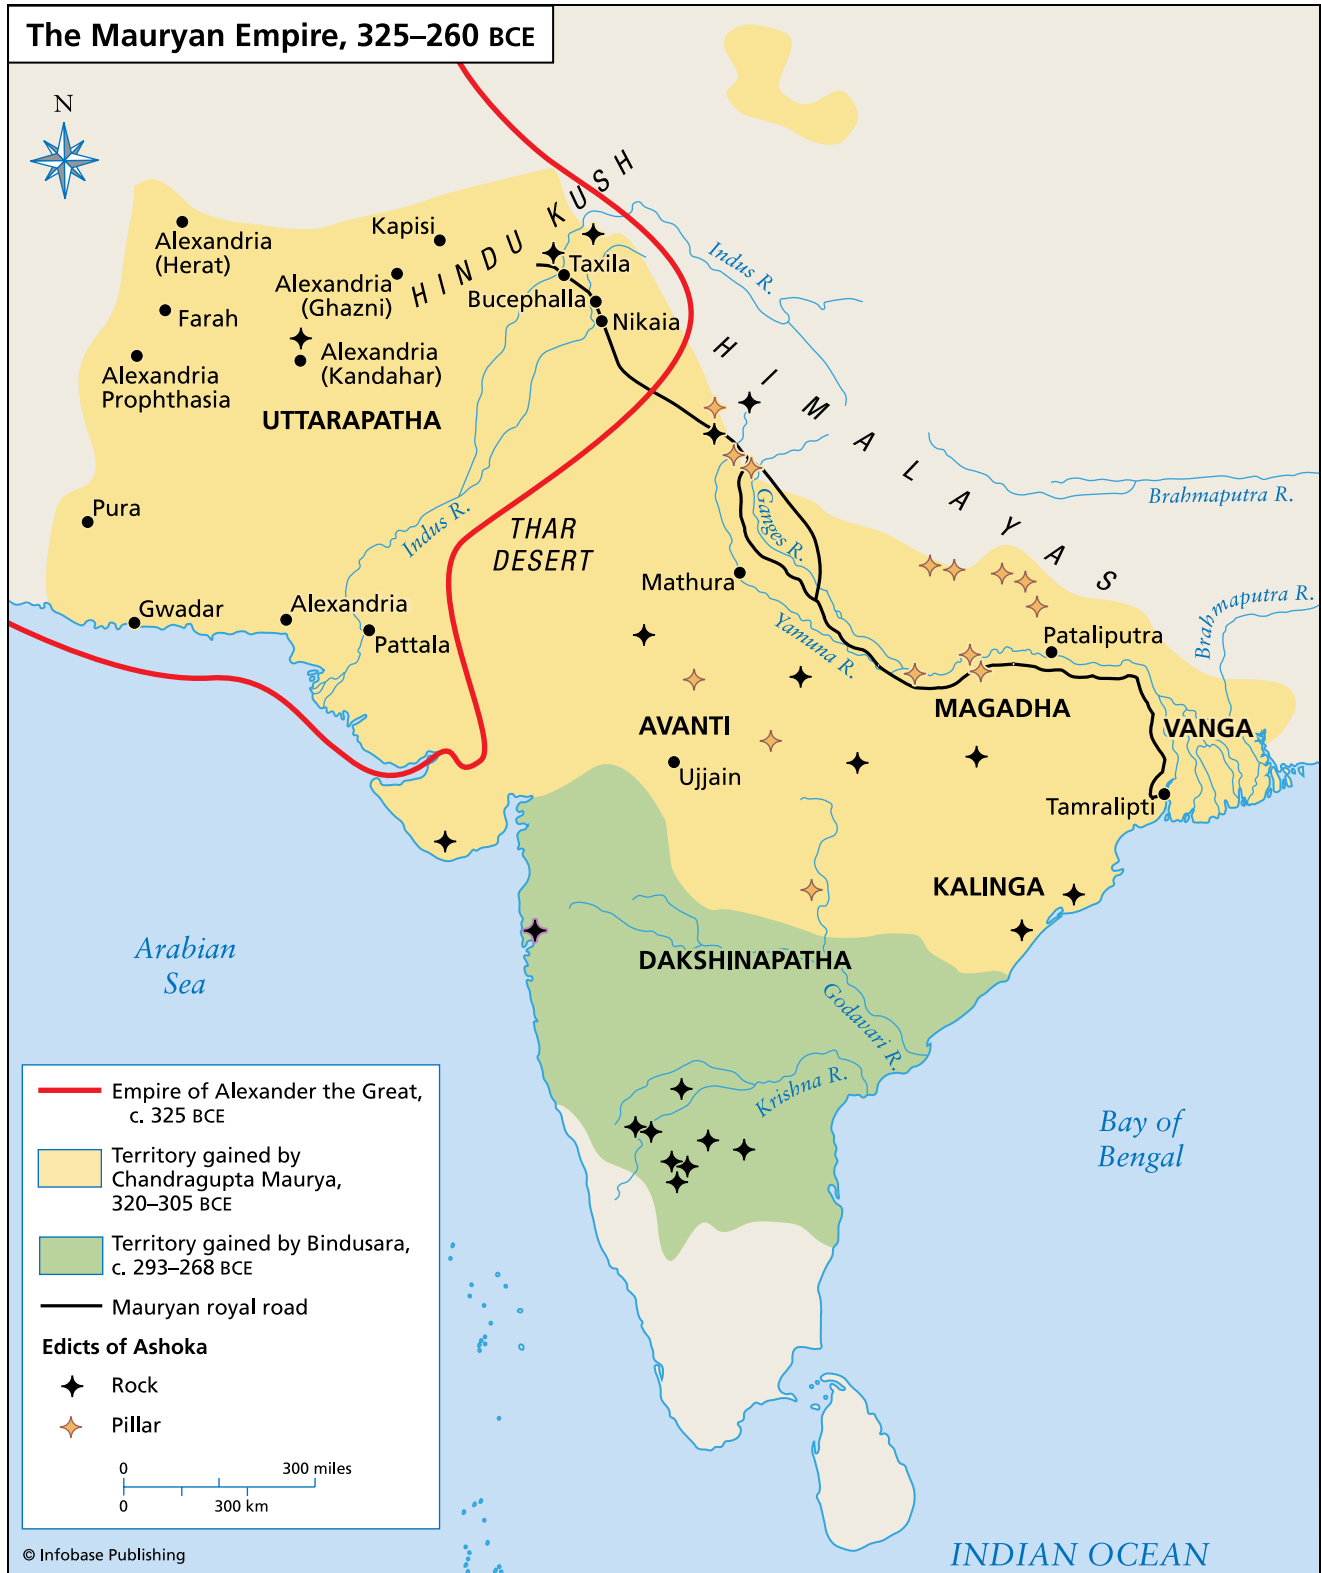 The Mauryan Empire, 325–260 BCE
N
HINDU KUSH
Kapisi
Alexandria
(Herat)
Alexandria
(Ghazni)
Taxila
Bucephalla
Nikaia
Farah
Alexandria
(Kandahar)
Alexandria
Prophthasia
UTTARAPATHA
Indus R.
HIMALAYAS
Brahmaputra R.
Pura
Indus R.
THAR
DESERT
Ganges R.
Mathura
Gwadar
Alexandria
Pattala
Yamuna R.
Pataliputra
Brahmaputra R.
AVANTI
MAGADHA
VANGA
Ujjain
Tamralipti
KALINGA
Arabian
Sea
DAKSHINAPATHA
Godavari R.
Krishna R.
Bay of
Bengal
Empire of Alexander the Great,
c. 325 BCE
Territory gained by
Chandragupta Maurya,
320–305 BCE
Territory gained by Bindusara,
c. 293–268 BCE
Mauryan royal road
Edicts of Ashoka
Rock
Pillar
0 300 miles
0 300 km
© Infobase Publishing
INDIAN OCEAN